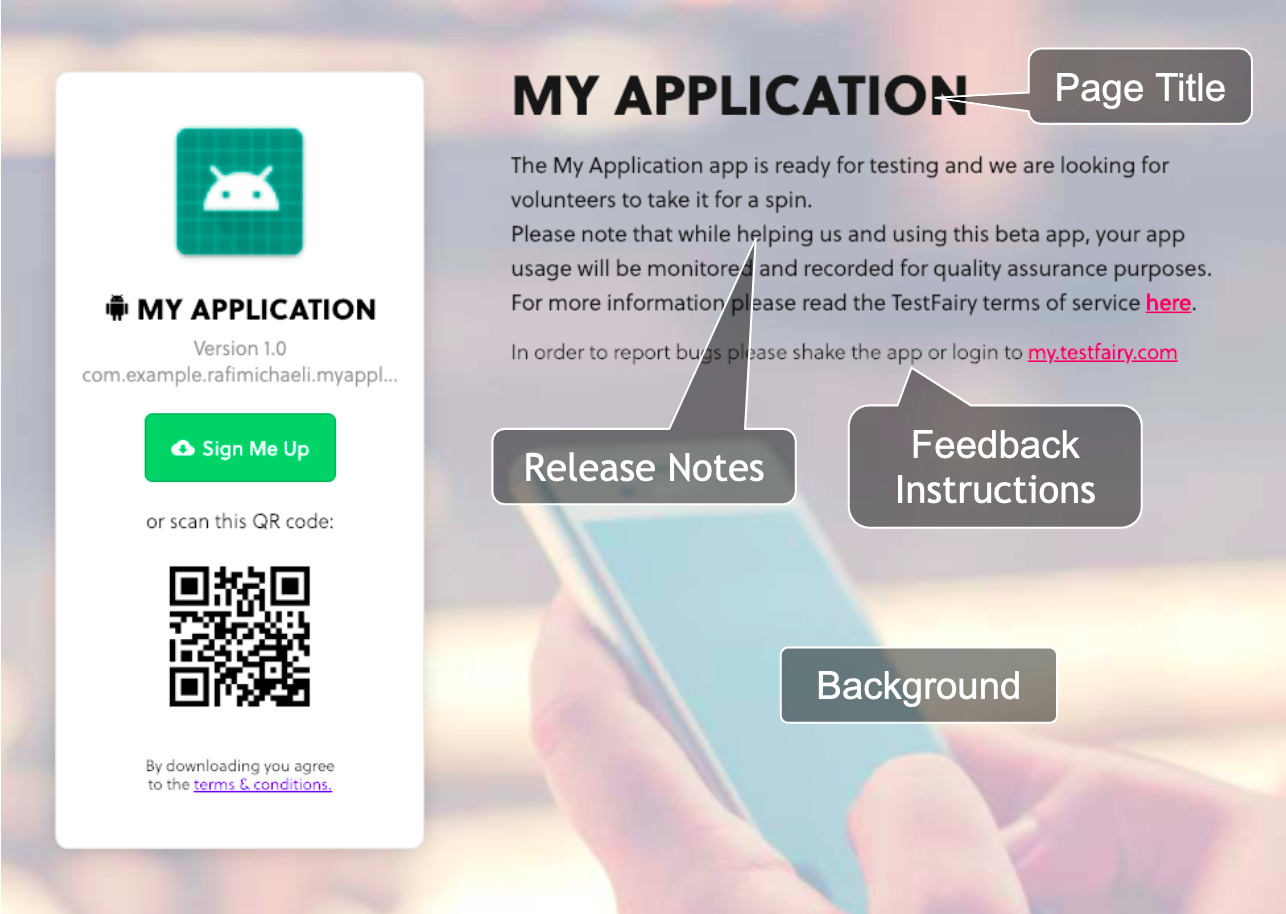 MY APPLICATION
Version 1.0
com.example.rafimichaeli.myappl...
Sign Me Up
or scan this QR code:
By downloading you agree
to the terms & conditions.
MY APPLICATION
Page Title
The My Application app is ready for testing and we are looking for
volunteers to take it for a spin.
Please note that while helping us and using this beta app, your app
usage will be monitored and recorded for quality assurance purposes.
For more information please read the TestFairy terms of service here.
In order to report bugs please shake the app or login to my.testfairy.com
Release Notes
Feedback
Instructions
Background